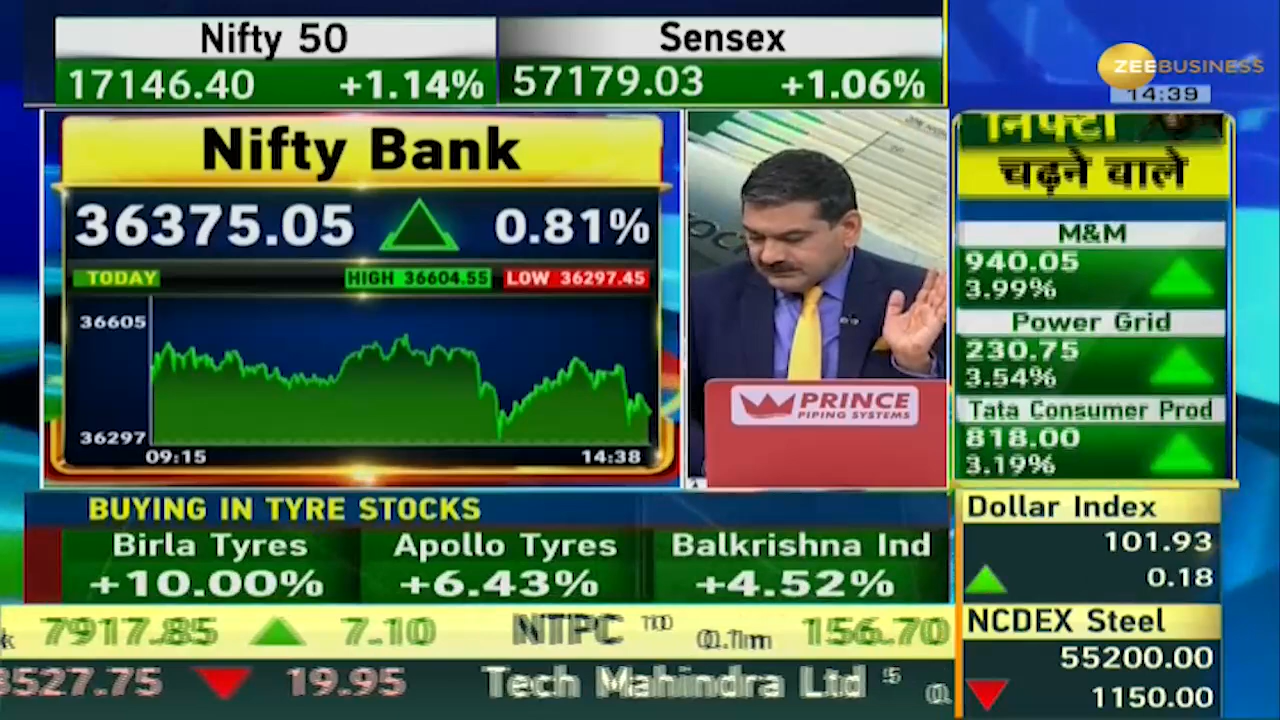 Nifty 50
17146.40 +1.14%
Sensex
57179.03 +1.06%
ZEEBUSINESS
14:39
Nifty Bank
36375.05 0.81%
TODAY HIGH 36604.55 LOW 36297.45
36605
36297
09:15 14:38
PRINCE
PIPING SYSTEMS
निफ्टी
चढ़ने वाले
M&M
940.05
3.99%
Power Grid
230.75
3.54%
Tata Consumer Prod
818.00
3.19%
BUYING IN TYRE STOCKS
Birla Tyres Apollo Tyres Balkrishna Ind
+10.00% +6.43% +4.52%
Dollar Index
101.93
0.18
NCDEX Steel
55200.00
1150.00
7917.85 7.10 NTPC 156.70
3527.75 19.95 Tech Mahindra Ltd